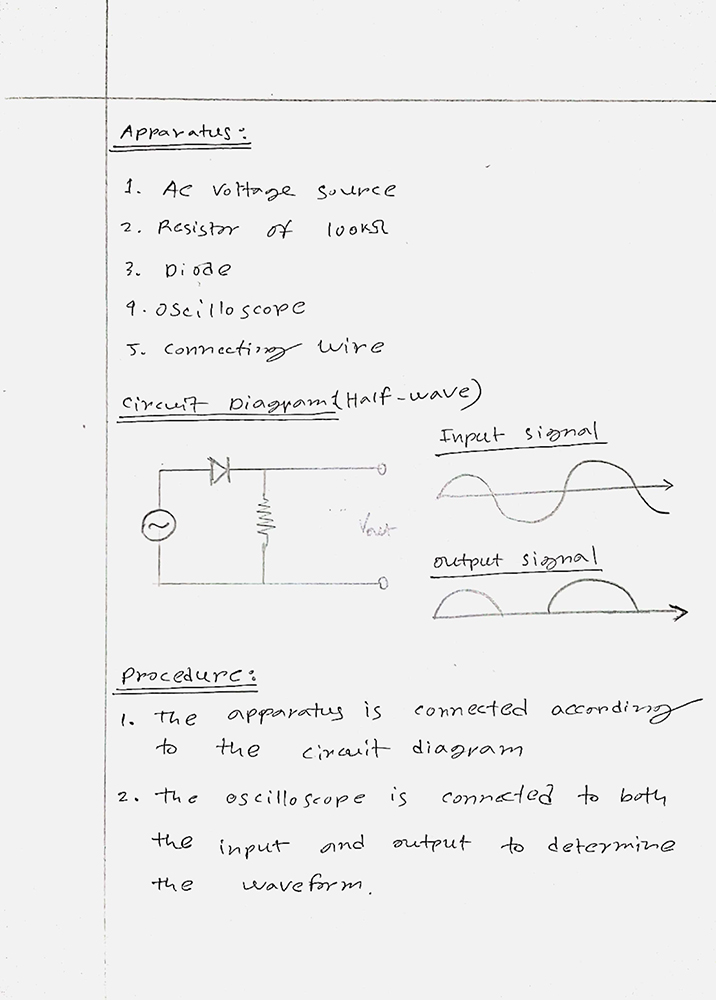 Apparatus:
1. AC voltage source
2. Resistor of 100kΩ
3. Diode
4. Oscilloscope
5. Connecting wire
Circuit Diagram (Half-wave)
Input signal
Vout
output signal
Procedure:
1. The apparatus is connected according
to the circuit diagram
2. The oscilloscope is connected to both
the input and output to determine
the waveform.